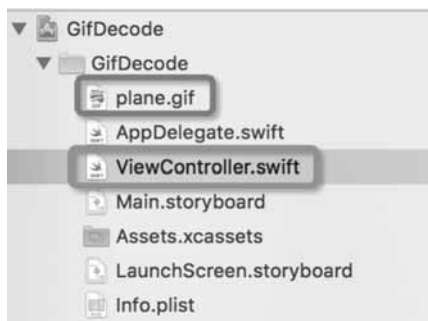 GifDecode
GifDecode
plane.gif
AppDelegate.swift
ViewController.swift
Main.storyboard
Assets.xcassets
LaunchScreen.storyboard
Info.plist